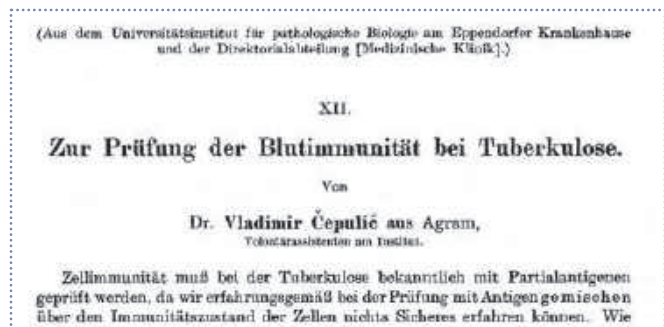 (Aus dem Universitätsinstitut für pathologische Biologie am Eppendorfer Krankenhause
und der Direktorialabteilung [Medizinische Klinik].)
XII.
Zur Prüfung der Blutimmunität bei Tuberkulose.
Von
Dr. Vladimir Čepulić aus Agram,
Volontärassistenten am Institut.
Zellimmunität muß bei der Tuberkulose bekanntlich mit Partialantigenen
geprüft werden, da wir erfahrungsgemäß bei der Prüfung mit Antigengemischen
über den Immunitätszustand der Zellen nichts Sicheres erfahren können. Wie